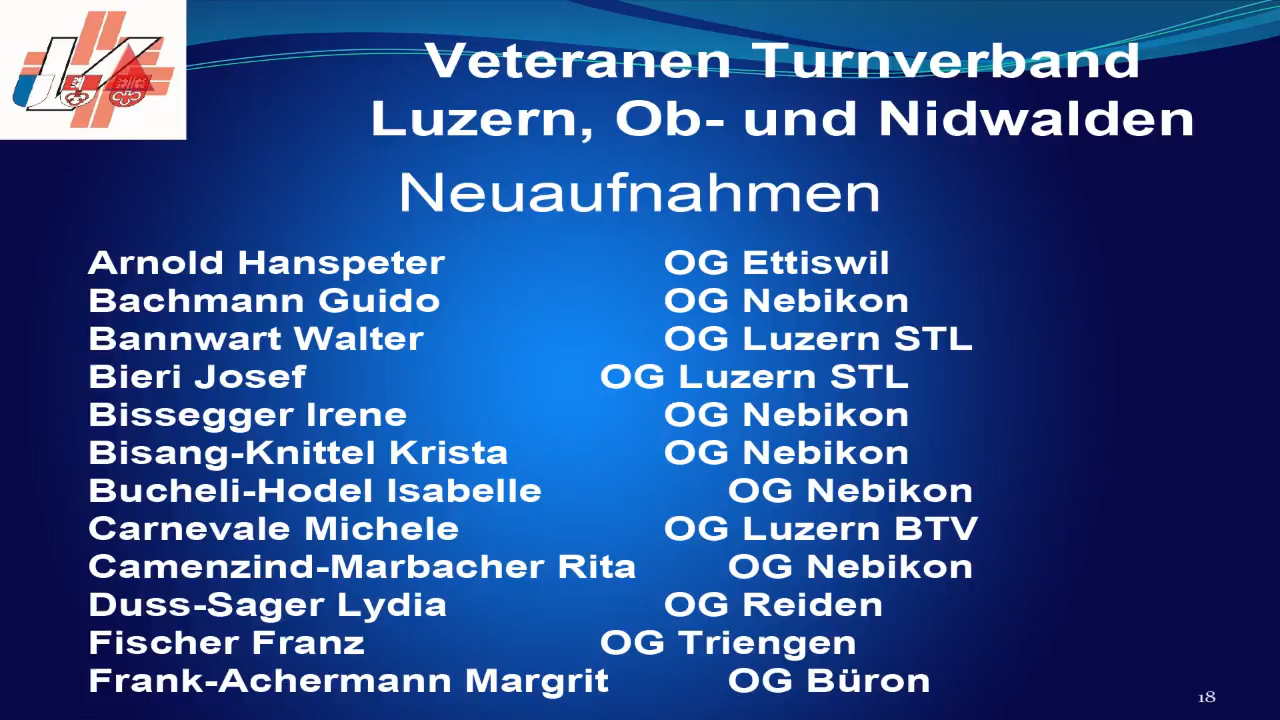 Veteranen Turnverband
Luzern, Ob- und Nidwalden
Neuaufnahmen
Arnold Hanspeter OG Ettiswil
Bachmann Guido OG Nebikon
Bannwart Walter OG Luzern STL
Bieri Josef OG Luzern STL
Bissegger Irene OG Nebikon
Bisang-Knittel Krista OG Nebikon
Bucheli-Hodel Isabelle OG Nebikon
Carnevale Michele OG Luzern BTV
Camenzind-Marbacher Rita OG Nebikon
Duss-Sager Lydia OG Reiden
Fischer Franz OG Triengen
Frank-Achermann Margrit OG Büron
18